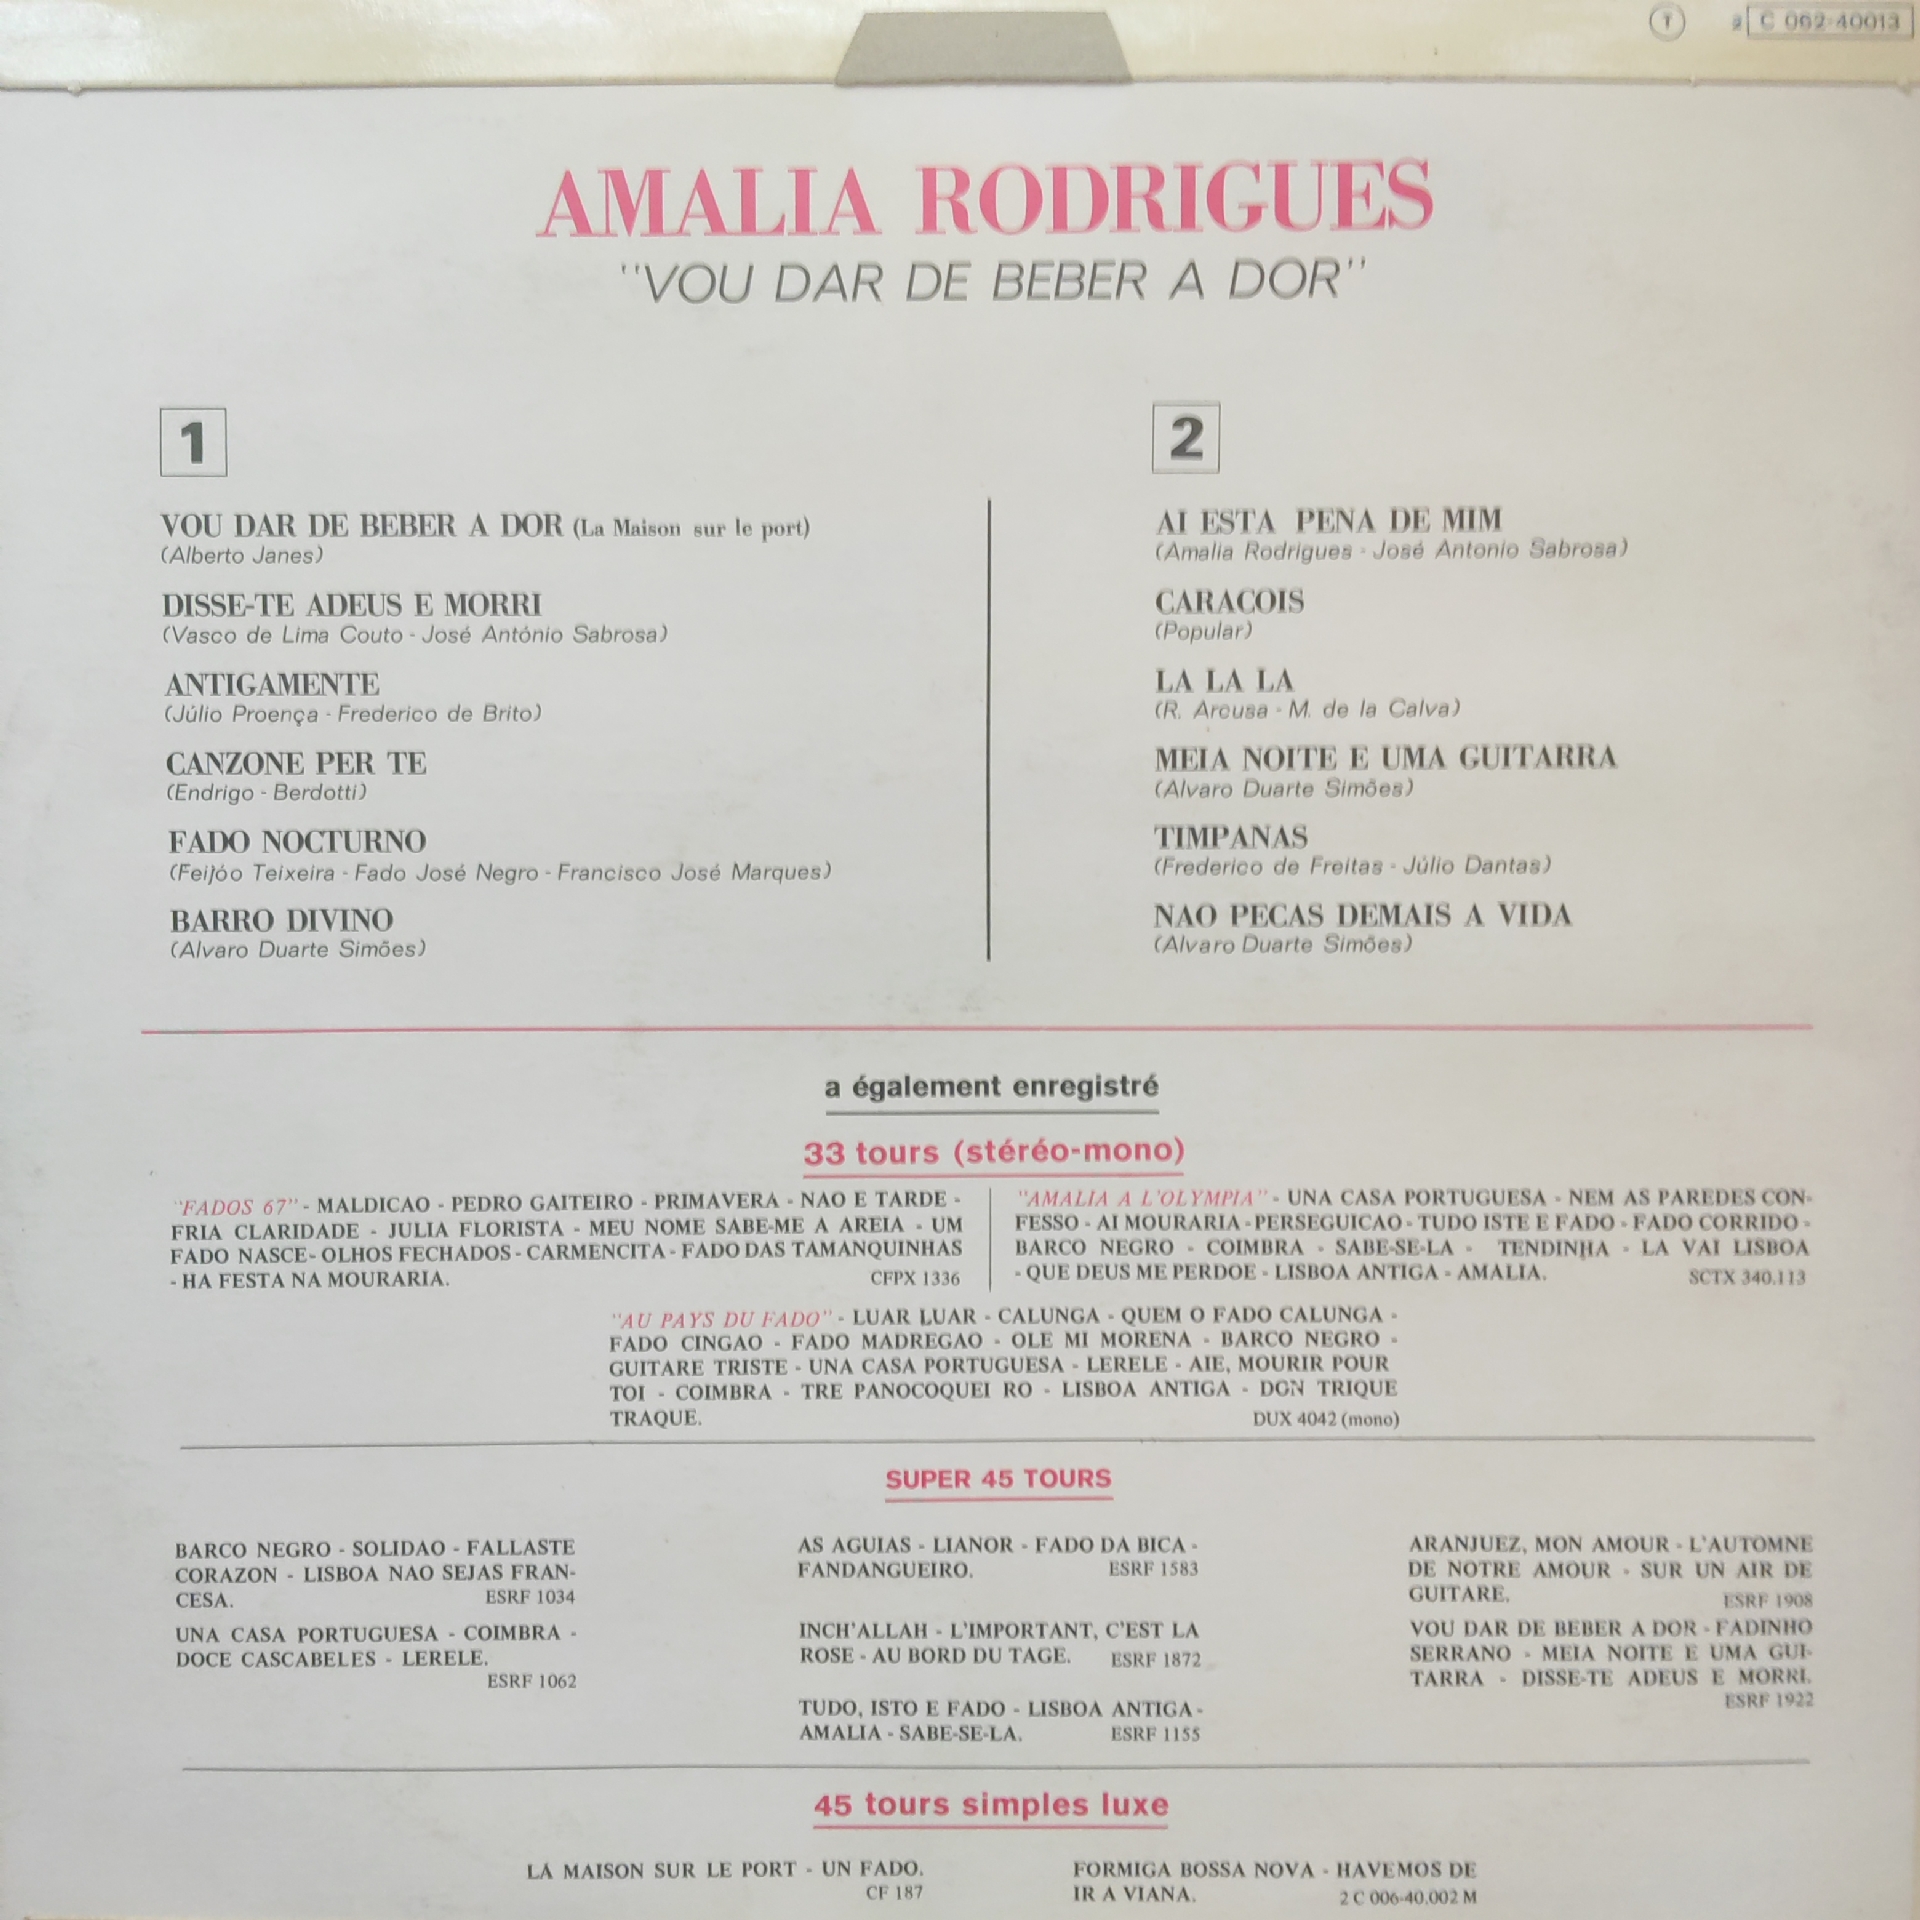 T 2 C 062-40013
AMALIA RODRIGUES
"VOU DAR DE BEBER A DOR"
1
VOU DAR DE BEBER A DOR (La Maison sur le port)
(Alberto Janes)
DISSE-TE ADEUS E MORRI
(Vasco de Lima Couto - José António Sabrosa)
ANTIGAMENTE
(Júlio Proença - Frederico de Brito)
CANZONE PER TE
(Endrigo - Berdotti)
FADO NOCTURNO
(Feijóo Teixeira - Fado José Negro - Francisco José Marques)
BARRO DIVINO
(Alvaro Duarte Simões)
2
AI ESTA PENA DE MIM
(Amalia Rodrigues - José Antonio Sabrosa)
CARACOIS
(Popular)
LA LA LA
(R. Arcusa - M. de la Calva)
MEIA NOITE E UMA GUITARRA
(Alvaro Duarte Simões)
TIMPANAS
(Frederico de Freitas - Júlio Dantas)
NAO PECAS DEMAIS A VIDA
(Alvaro Duarte Simões)
a également enregistré
33 tours (stéréo-mono)
"FADOS 67" - MALDICAO - PEDRO GAITEIRO - PRIMAVERA - NAO E TARDE -
FRIA CLARIDADE - JULIA FLORISTA - MEU NOME SABE-ME A AREIA - UM
FADO NASCE - OLHOS FECHADOS - CARMENCITA - FADO DAS TAMANQUINHAS
- HA FESTA NA MOURARIA. CFPX 1336
"AMALIA A L'OLYMPIA" - UNA CASA PORTUGUESA - NEM AS PAREDES CON-
FESSO - AI MOURARIA - PERSEGUICAO - TUDO ISTE E FADO - FADO CORRIDO -
BARCO NEGRO - COIMBRA - SABE-SE-LA - TENDINHA - LA VAI LISBOA
- QUE DEUS ME PERDOE - LISBOA ANTIGA - AMALIA. SCTX 340.113
"AU PAYS DU FADO" - LUAR LUAR - CALUNGA - QUEM O FADO CALUNGA -
FADO CINGAO - FADO MADREGAO - OLE MI MORENA - BARCO NEGRO -
GUITARE TRISTE - UNA CASA PORTUGUESA - LERELE - AIE, MOURIR POUR
TOI - COIMBRA - TRE PANOCOQUEI RO - LISBOA ANTIGA - DON TRIQUE
TRAQUE. DUX 4042 (mono)
SUPER 45 TOURS
BARCO NEGRO - SOLIDAO - FALLASTE
CORAZON - LISBOA NAO SEJAS FRAN-
CESA. ESRF 1034
UNA CASA PORTUGUESA - COIMBRA -
DOCE CASCABELES - LERELE.
ESRF 1062
AS AGUIAS - LIANOR - FADO DA BICA -
FANDANGUEIRO. ESRF 1583
INCH'ALLAH - L'IMPORTANT, C'EST LA
ROSE - AU BORD DU TAGE. ESRF 1872
TUDO, ISTO E FADO - LISBOA ANTIGA -
AMALIA - SABE-SE-LA. ESRF 1155
ARANJUEZ, MON AMOUR - L'AUTOMNE
DE NOTRE AMOUR - SUR UN AIR DE
GUITARE. ESRF 1908
VOU DAR DE BEBER A DOR - FADINHO
SERRANO - MEIA NOITE E UMA GUI-
TARRA - DISSE-TE ADEUS E MORRI.
ESRF 1922
45 tours simples luxe
LA MAISON SUR LE PORT - UN FADO.
CF 187
FORMIGA BOSSA NOVA - HAVEMOS DE
IR A VIANA. 2 C 006-40.002 M